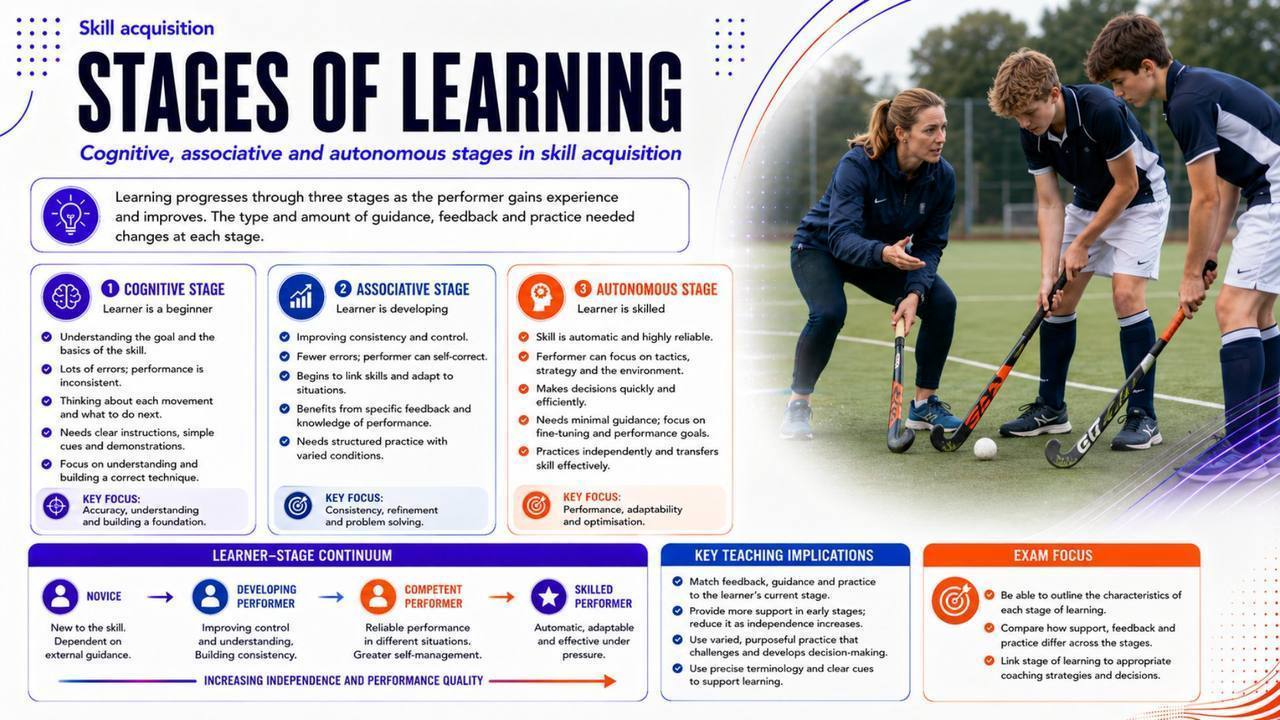 Skill acquisition
STAGES OF LEARNING
Cognitive, associative and autonomous stages in skill acquisition
Learning progresses through three stages as the performer gains experience
and improves. The type and amount of guidance, feedback and practice needed
changes at each stage.
1 COGNITIVE STAGE
Learner is a beginner
Understanding the goal and the
basics of the skill.
Lots of errors; performance is
inconsistent.
Thinking about each movement
and what to do next.
Needs clear instructions, simple
cues and demonstrations.
Focus on understanding and
building a correct technique.
KEY FOCUS:
Accuracy, understanding
and building a foundation.
2 ASSOCIATIVE STAGE
Learner is developing
Improving consistency and control.
Fewer errors; performer can self-correct.
Begins to link skills and adapt to
situations.
Benefits from specific feedback and
knowledge of performance.
Needs structured practice with
varied conditions.
KEY FOCUS:
Consistency, refinement
and problem solving.
3 AUTONOMOUS STAGE
Learner is skilled
Skill is automatic and highly reliable.
Ferformer can focus on tactics,
strategy and the environment.
Makes decisions quickly and
efficiently.
Needs minimal guidance; focus on
fine-tuning and performance goals.
Practices independently and transfers
skill effectively.
KEY FOCUS:
Performance, adaptability
and optimisation.
LEARNER–STAGE CONTINUUM
NOVICE
New to the skill.
Dependent on
external guidance.
DEVELOPING
PERFORMER
Improving control
and understanding.
Building consistency.
COMPETENT
PERFORMER
Reliable performance
in different situations.
Greater self-management.
SKILLED
PERFORMER
Automatic, adaptable
and effective under
pressure.
INCREASING INDEPENDENCE AND PERFORMANCE QUALITY
KEY TEACHING IMPLICATIONS
Match feedback, guidance and practice
to the learner's current stage.
Provide more support in early stages;
reduce it as independence increases.
Use varied, purposeful practice that
challenges and develops decision-making.
Use precise terminology and clear cues
to support learning.
EXAM FOCUS
Be able to outline the characteristics of
each stage of learning.
Compare how support, feedback and
practice differ across the stages.
Link stage of learning to appropriate
coaching strategies and decisions.